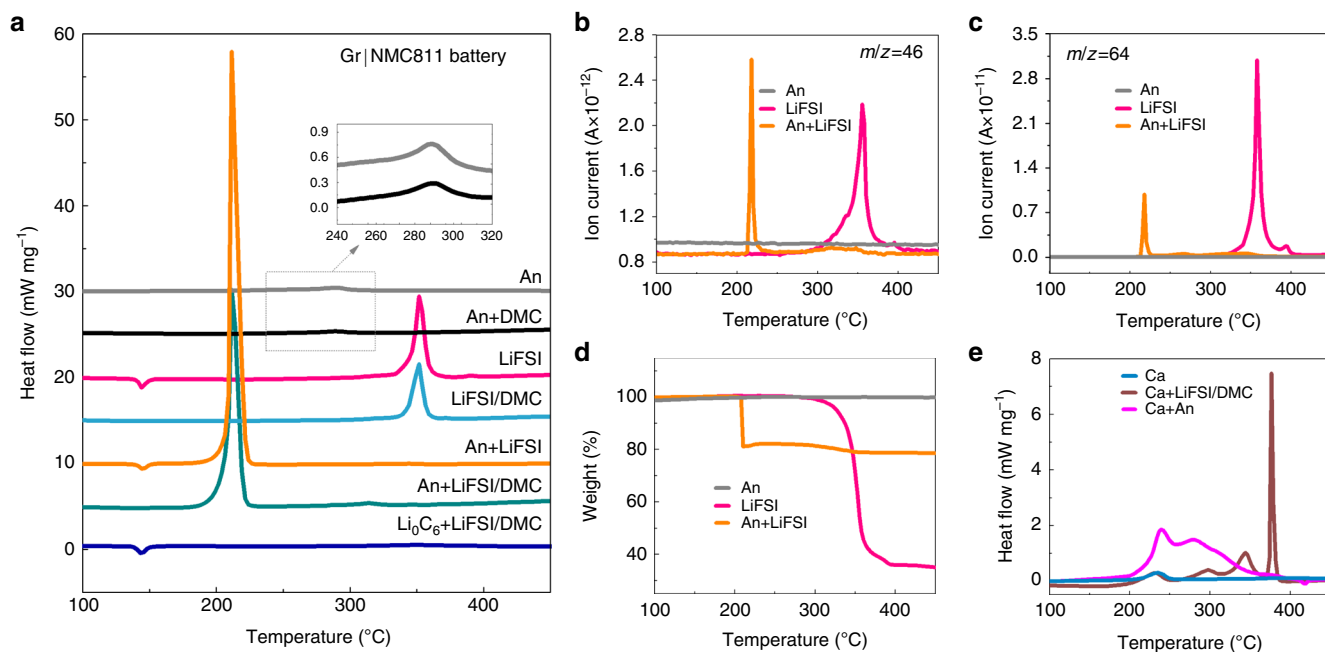 a
Gr|NMC811 battery
60
50
40
30
20
10
0
Heat flow (mW mg⁻¹)
0.9
0.6
0.3
0.0
240 260 280 300 320
An
An+DMC
LiFSI
LiFSI/DMC
An+LiFSI
An+LiFSI/DMC
Li₀C₆+LiFSI/DMC
100 200 300 400
Temperature (°C)
b
m/z=46
2.8
2.4
2.0
1.6
1.2
0.8
Ion current (A×10⁻¹²)
An
LiFSI
An+LiFSI
100 200 300 400
Temperature (°C)
c
m/z=64
3.5
2.8
2.1
1.4
0.7
0.0
Ion current (A×10⁻¹¹)
An
LiFSI
An+LiFSI
100 200 300 400
Temperature (°C)
d
100
80
60
40
Weight (%)
An
LiFSI
An+LiFSI
100 200 300 400
Temperature (°C)
e
8
6
4
2
0
Heat flow (mW mg⁻¹)
Ca
Ca+LiFSI/DMC
Ca+An
100 200 300 400
Temperature (°C)